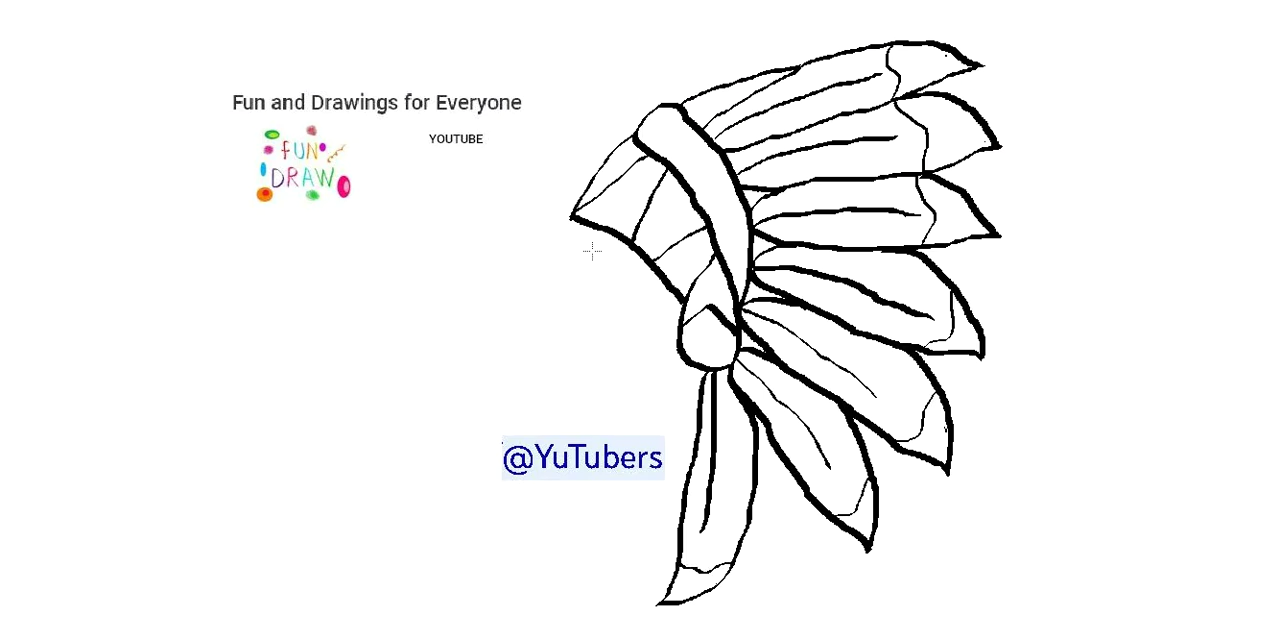 Fun and Drawings for Everyone
YOUTUBE
FUN
DRAW
@YuTubers